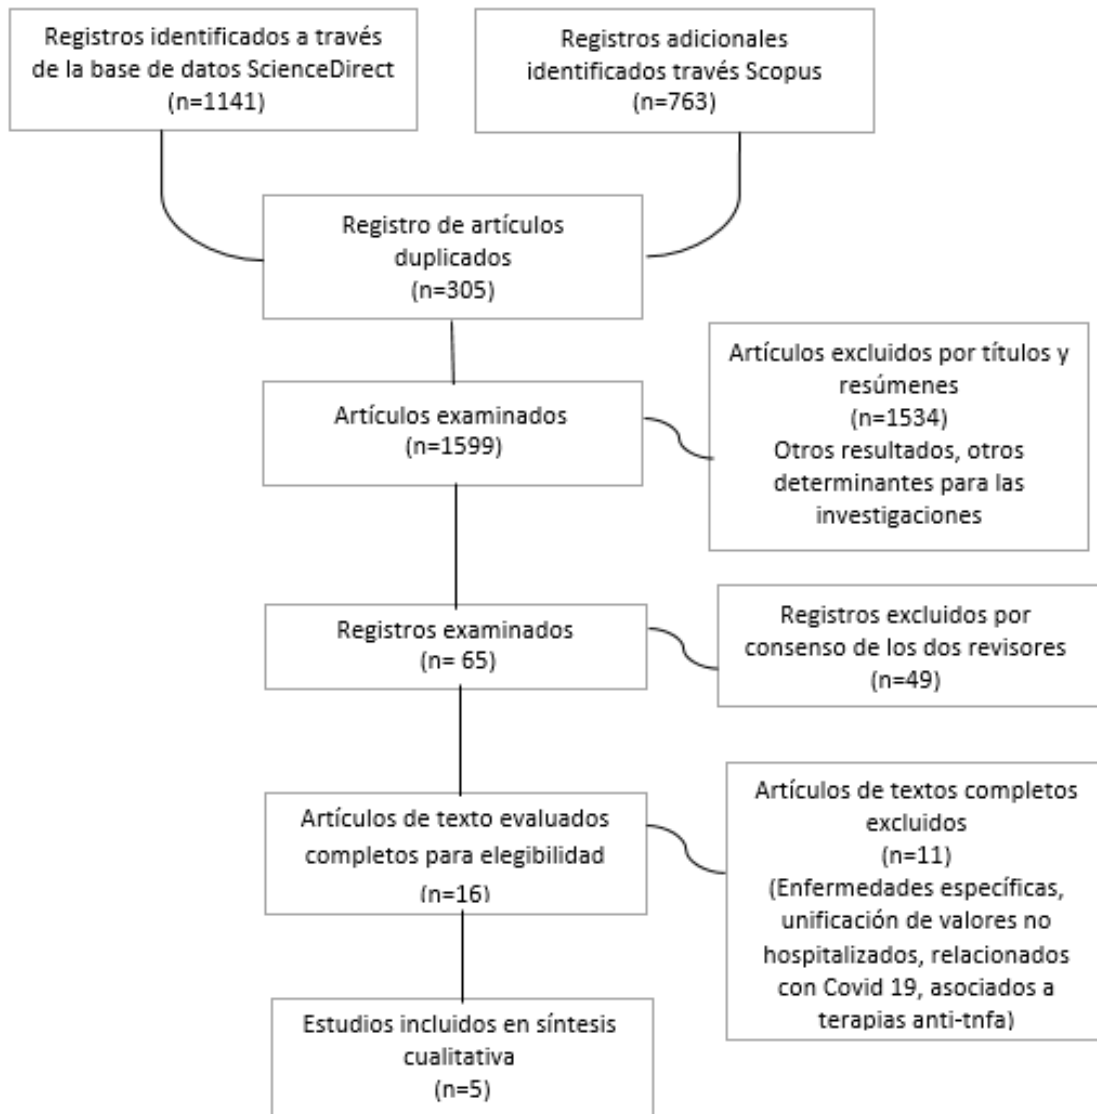 Registros identificados a través
de la base de datos ScienceDirect
(n=1141)
Registros adicionales
identificados través Scopus
(n=763)
Registro de artículos
duplicados
(n=305)
Artículos examinados
(n=1599)
Artículos excluidos por títulos y
resúmenes
(n=1534)
Otros resultados, otros
determinantes para las
investigaciones
Registros examinados
(n= 65)
Registros excluidos por
consenso de los dos revisores
(n=49)
Artículos de texto evaluados
completos para elegibilidad
(n=16)
Artículos de textos completos
excluidos
(n=11)
(Enfermedades específicas,
unificación de valores no
hospitalizados, relacionados
con Covid 19, asociados a
terapias anti-tnfa)
Estudios incluidos en síntesis
cualitativa
(n=5)